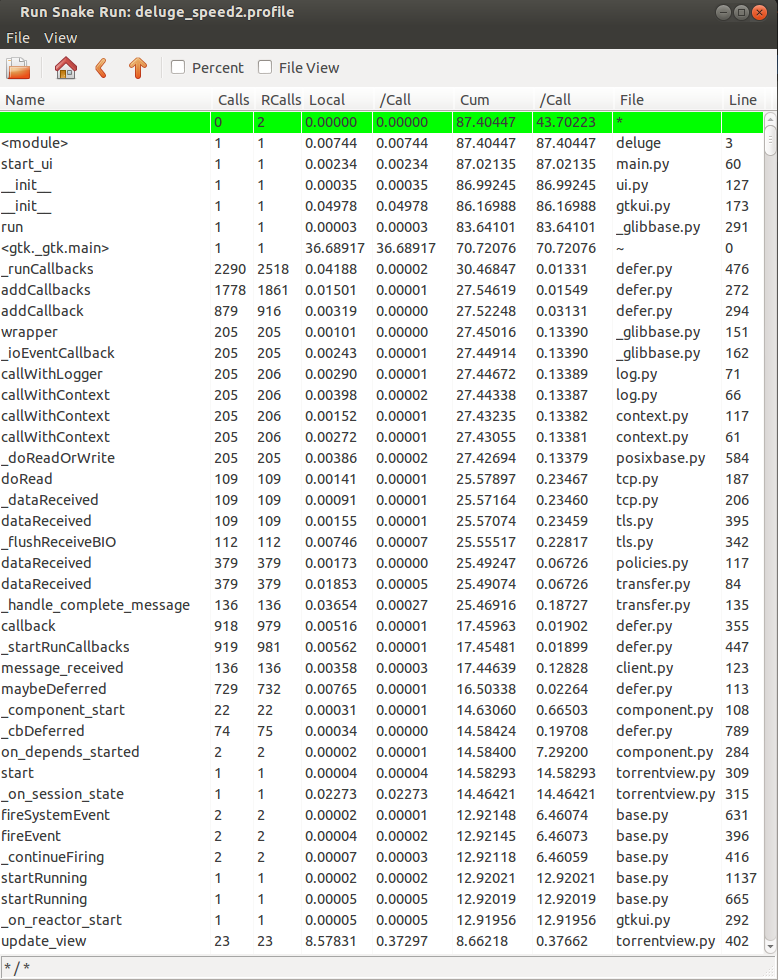 Run Snake Run: deluge_speed2.profile
File View
Percent File View
Name Calls RCalls Local /Call Cum /Call File Line
0 2 0.00000 0.00000 87.40447 43.70223 *
<module> 1 1 0.00744 0.00744 87.40447 87.40447 deluge 3
start_ui 1 1 0.00234 0.00234 87.02135 87.02135 main.py 60
__init__ 1 1 0.00035 0.00035 86.99245 86.99245 ui.py 127
__init__ 1 1 0.04978 0.04978 86.16988 86.16988 gtkui.py 173
run 1 1 0.00003 0.00003 83.64101 83.64101 _glibbase.py 291
<gtk._gtk.main> 1 1 36.68917 36.68917 70.72076 70.72076 ~ 0
_runCallbacks 2290 2518 0.04188 0.00002 30.46847 0.01331 defer.py 476
addCallbacks 1778 1861 0.01501 0.00001 27.54619 0.01549 defer.py 272
addCallback 879 916 0.00319 0.00000 27.52248 0.03131 defer.py 294
wrapper 205 205 0.00101 0.00000 27.45016 0.13390 _glibbase.py 151
_ioEventCallback 205 205 0.00243 0.00001 27.44914 0.13390 _glibbase.py 162
callWithLogger 205 206 0.00290 0.00001 27.44672 0.13389 log.py 71
callWithContext 205 206 0.00398 0.00002 27.44338 0.13387 log.py 66
callWithContext 205 206 0.00152 0.00001 27.43235 0.13382 context.py 117
callWithContext 205 206 0.00272 0.00001 27.43055 0.13381 context.py 61
_doReadOrWrite 205 205 0.00386 0.00002 27.42694 0.13379 posixbase.py 584
doRead 109 109 0.00141 0.00001 25.57897 0.23467 tcp.py 187
_dataReceived 109 109 0.00091 0.00001 25.57164 0.23460 tcp.py 206
dataReceived 109 109 0.00155 0.00001 25.57074 0.23459 tls.py 395
_flushReceiveBIO 112 112 0.00746 0.00007 25.55517 0.22817 tls.py 342
dataReceived 379 379 0.00173 0.00000 25.49247 0.06726 policies.py 117
dataReceived 379 379 0.01853 0.00005 25.49074 0.06726 transfer.py 84
_handle_complete_message 136 136 0.03654 0.00027 25.46916 0.18727 transfer.py 135
callback 918 979 0.00516 0.00001 17.45963 0.01902 defer.py 355
_startRunCallbacks 919 981 0.00562 0.00001 17.45481 0.01899 defer.py 447
message_received 136 136 0.00358 0.00003 17.44639 0.12828 client.py 123
maybeDeferred 729 732 0.00765 0.00001 16.50338 0.02264 defer.py 113
_component_start 22 22 0.00031 0.00001 14.63060 0.66503 component.py 108
_cbDeferred 74 75 0.00034 0.00000 14.58424 0.19708 defer.py 789
on_depends_started 2 2 0.00002 0.00001 14.58400 7.29200 component.py 284
start 1 1 0.00004 0.00004 14.58293 14.58293 torrentview.py 309
_on_session_state 1 1 0.02273 0.02273 14.46421 14.46421 torrentview.py 315
fireSystemEvent 2 2 0.00002 0.00001 12.92148 6.46074 base.py 631
fireEvent 2 2 0.00004 0.00002 12.92145 6.46073 base.py 396
_continueFiring 2 2 0.00007 0.00003 12.92118 6.46059 base.py 416
startRunning 1 1 0.00002 0.00002 12.92021 12.92021 base.py 1137
startRunning 1 1 0.00005 0.00005 12.92019 12.92019 base.py 665
_on_reactor_start 1 1 0.00005 0.00005 12.91956 12.91956 gtkui.py 292
update_view 23 23 8.57831 0.37297 8.66218 0.37662 torrentview.py 402
*/*